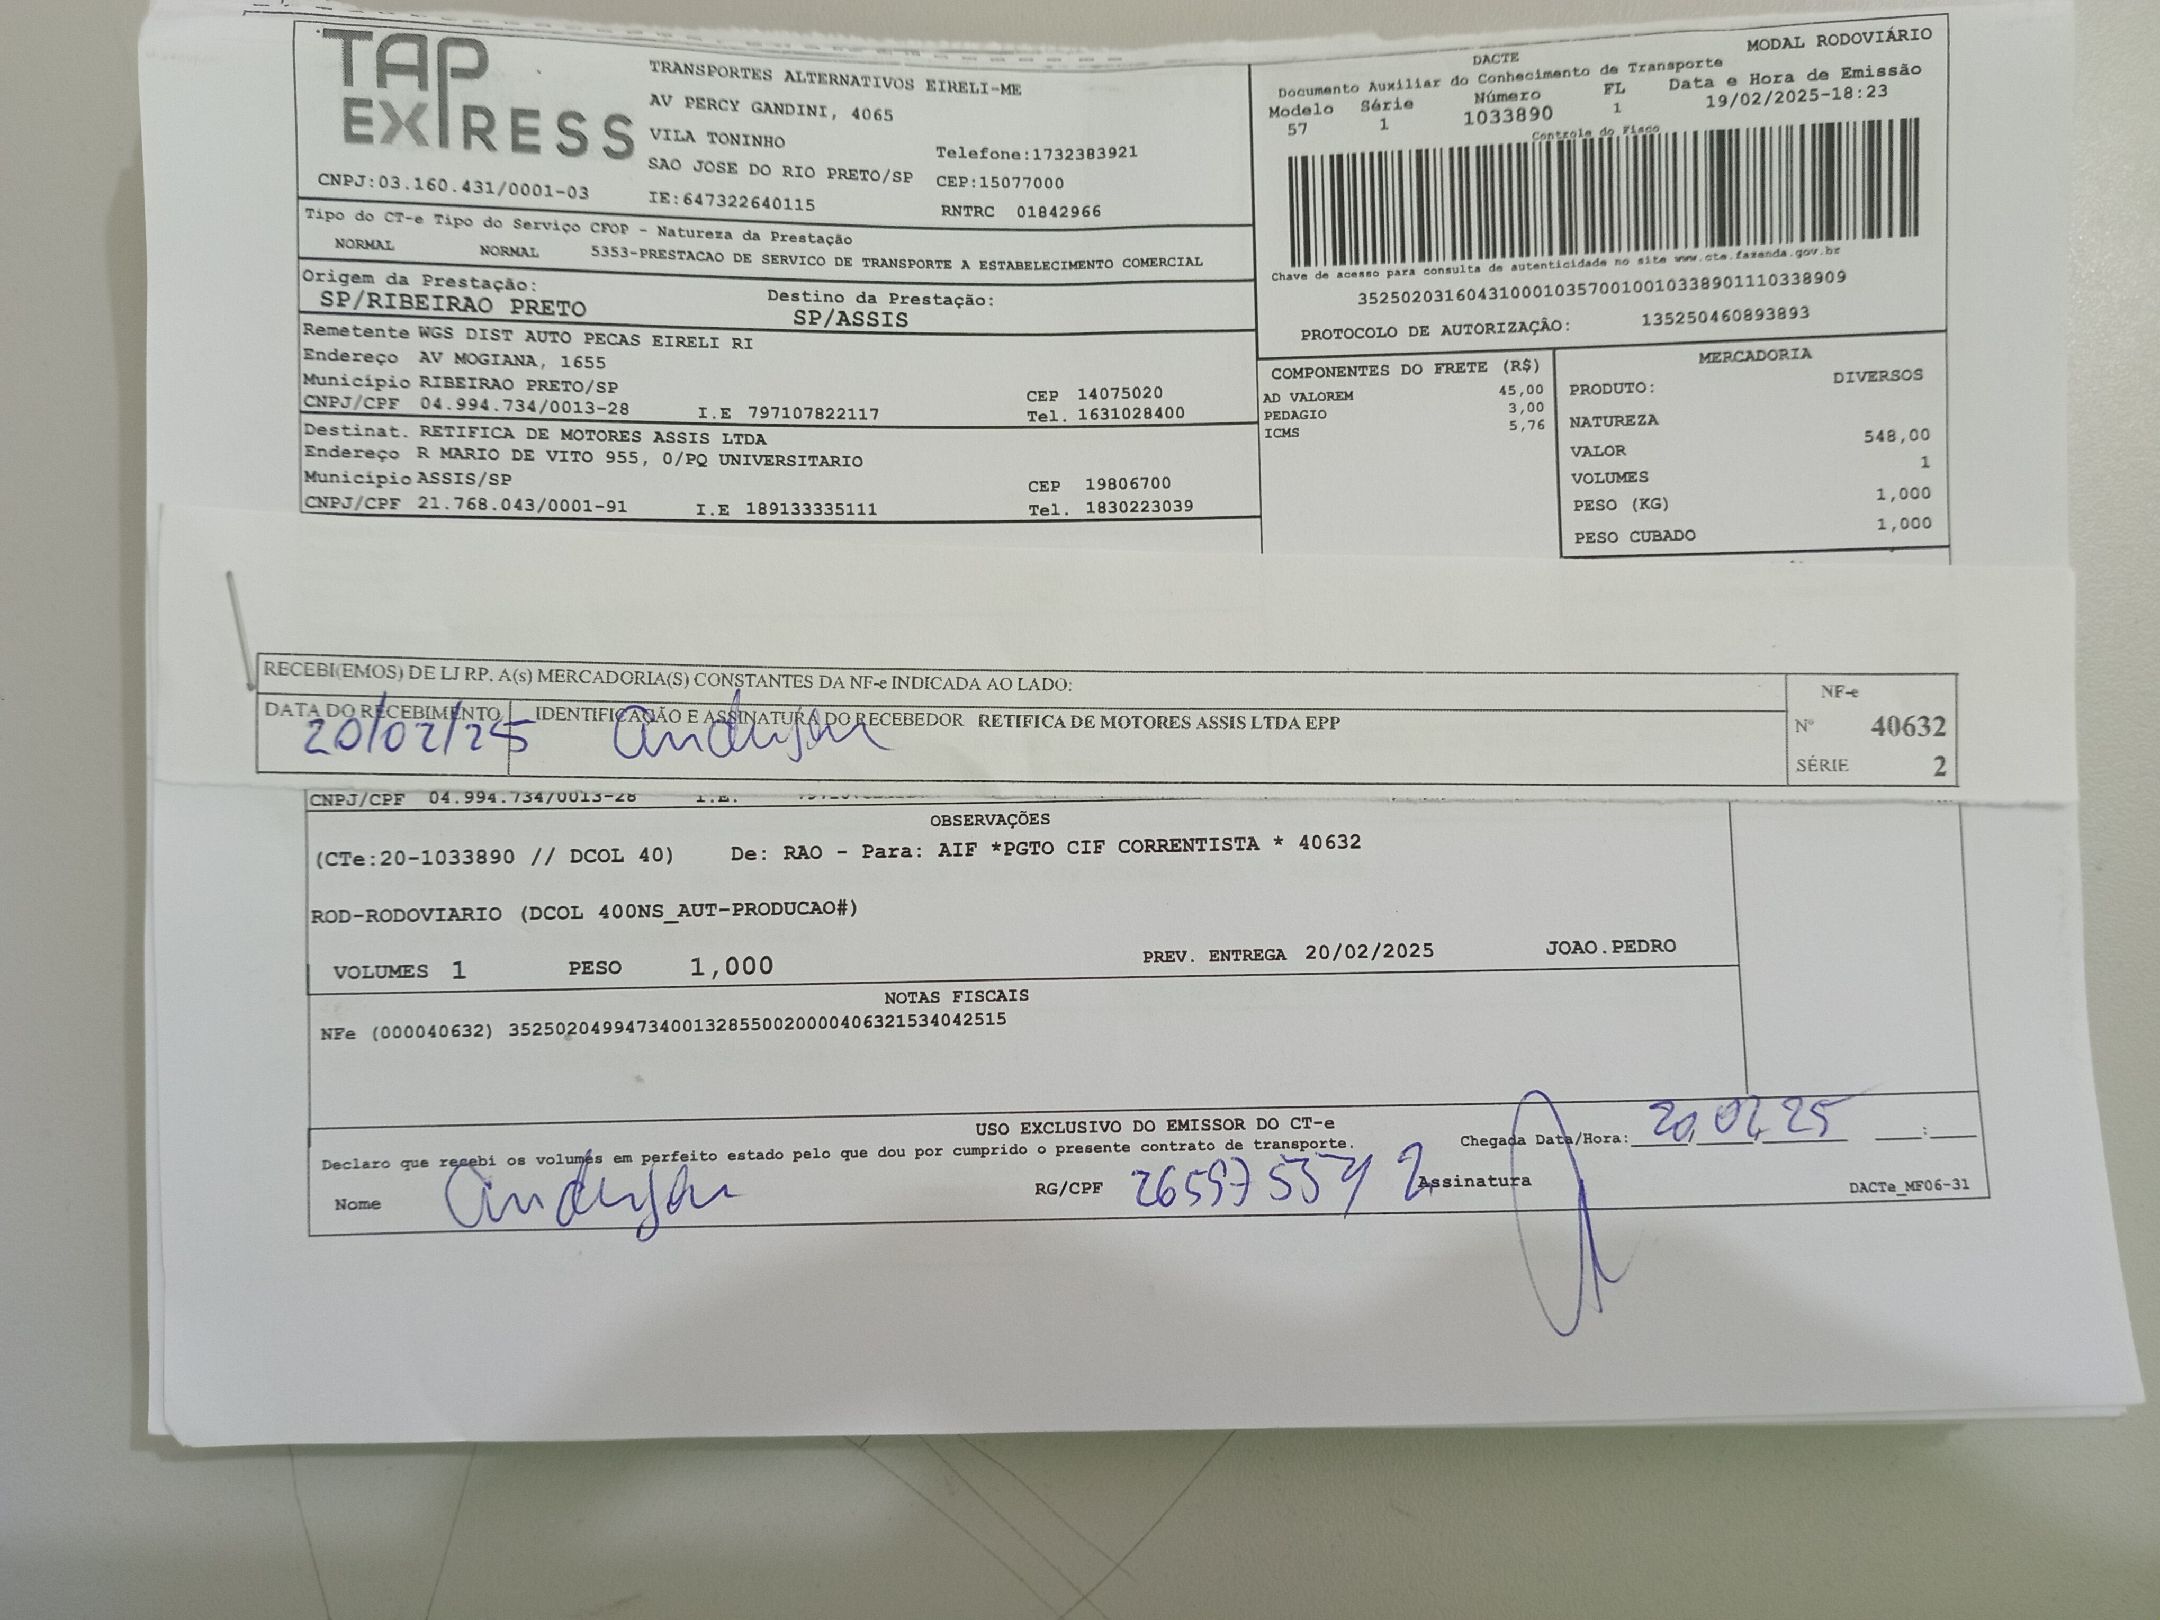 TAP EXPRESS
CNPJ:03.160.431/0001-03
TRANSPORTES ALTERNATIVOS EIRELI-ME
AV PERCY GANDINI, 4065
VILA TONINHO
Telefone:1732383921
SAO JOSE DO RIO PRETO/SP CEP:15077000
IE:647322640115 RNTRC 01842966
MODAL RODOVIÁRIO
DACTE
Documento Auxiliar do Conhecimento de Transporte
Modelo Série Número FL Data e Hora de Emissão
57 1 1033890 1 19/02/2025-18:23
Controle do Fisco
Chave de acesso para consulta de autenticidade no site www.cte.fazenda.gov.br
35250203160431000103570010010338901110338909
PROTOCOLO DE AUTORIZAÇÃO: 135250460893893
Tipo do CT-e Tipo do Serviço CFOP - Natureza da Prestação
NORMAL NORMAL 5353-PRESTACAO DE SERVICO DE TRANSPORTE A ESTABELECIMENTO COMERCIAL
Origem da Prestação: Destino da Prestação:
SP/RIBEIRAO PRETO SP/ASSIS
Remetente WGS DIST AUTO PECAS EIRELI RI
Endereço AV MOGIANA, 1655
Município RIBEIRAO PRETO/SP CEP 14075020
CNPJ/CPF 04.994.734/0013-28 I.E 797107822117 Tel. 1631028400
Destinat. RETIFICA DE MOTORES ASSIS LTDA
Endereço R MARIO DE VITO 955, 0/PQ UNIVERSITARIO
Município ASSIS/SP CEP 19806700
CNPJ/CPF 21.768.043/0001-91 I.E 189133335111 Tel. 1830223039
COMPONENTES DO FRETE (R$)
AD VALOREM 45,00
PEDAGIO 3,00
ICMS 5,76
MERCADORIA
PRODUTO: DIVERSOS
NATUREZA
VALOR 548,00
VOLUMES 1
PESO (KG) 1,000
PESO CUBADO 1,000
RECEBI(EMOS) DE LJ RP. A(s) MERCADORIA(S) CONSTANTES DA NF-e INDICADA AO LADO:
DATA DO RECEBIMENTO IDENTIFICAÇÃO E ASSINATURA DO RECEBEDOR RETIFICA DE MOTORES ASSIS LTDA EPP
20/02/25
NF-e
Nº 40632
SÉRIE 2
CNPJ/CPF 04.994.734/0013-28 I.E.
OBSERVAÇÕES
(CTe:20-1033890 // DCOL 40) De: RAO - Para: AIF *PGTO CIF CORRENTISTA * 40632
ROD-RODOVIARIO (DCOL 400NS_AUT-PRODUCAO#)
VOLUMES 1 PESO 1,000 PREV. ENTREGA 20/02/2025 JOAO.PEDRO
NOTAS FISCAIS
NFe (000040632) 35250204994734001328550020000406321534042515
USO EXCLUSIVO DO EMISSOR DO CT-e
Declaro que recebi os volumes em perfeito estado pelo que dou por cumprido o presente contrato de transporte.
Chegada Data/Hora: 20,02,25 :
Nome RG/CPF Assinatura
DACTe_MF06-31